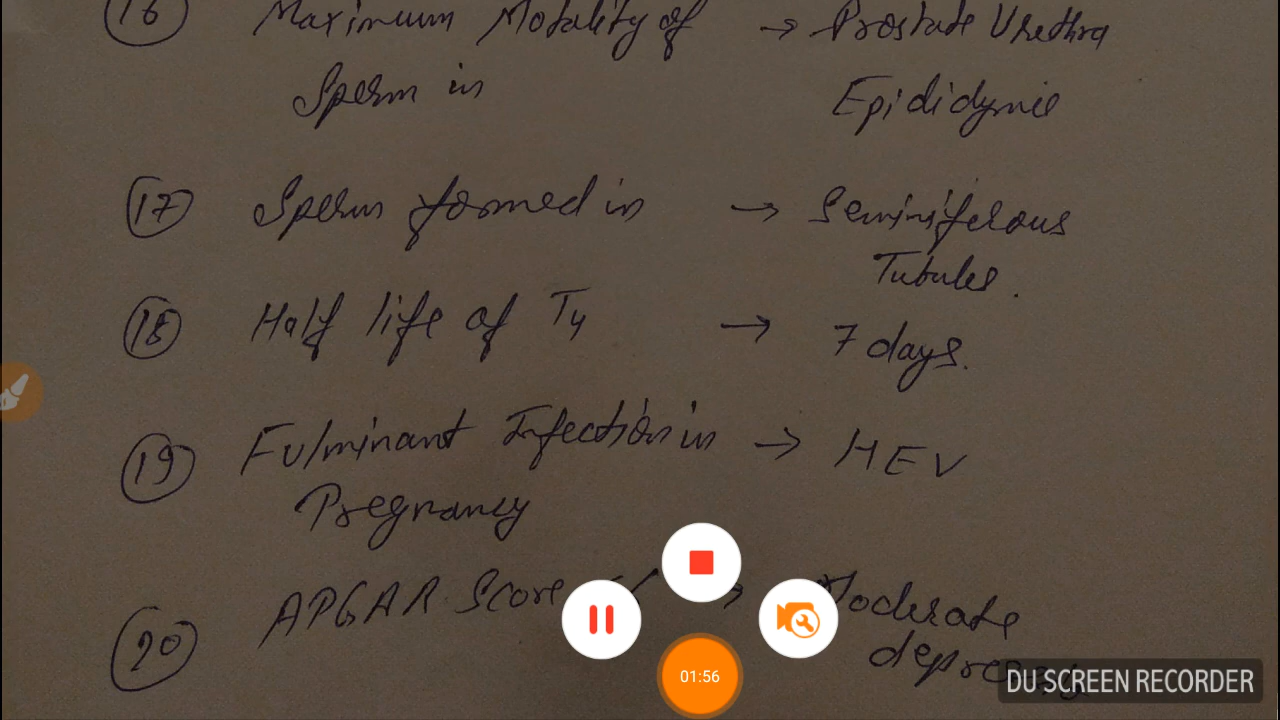 16 Maximum Motality of → Prostate Urethra
Sperm in Epididymis
17 Sperm formed in → Seminiferous
Tubules.
18 Half life of T4 → 7 days.
19 Fulminant Infection in → HEV
Pregnancy
20 APGAR Score Moderate
01:56
DU SCREEN RECORDER